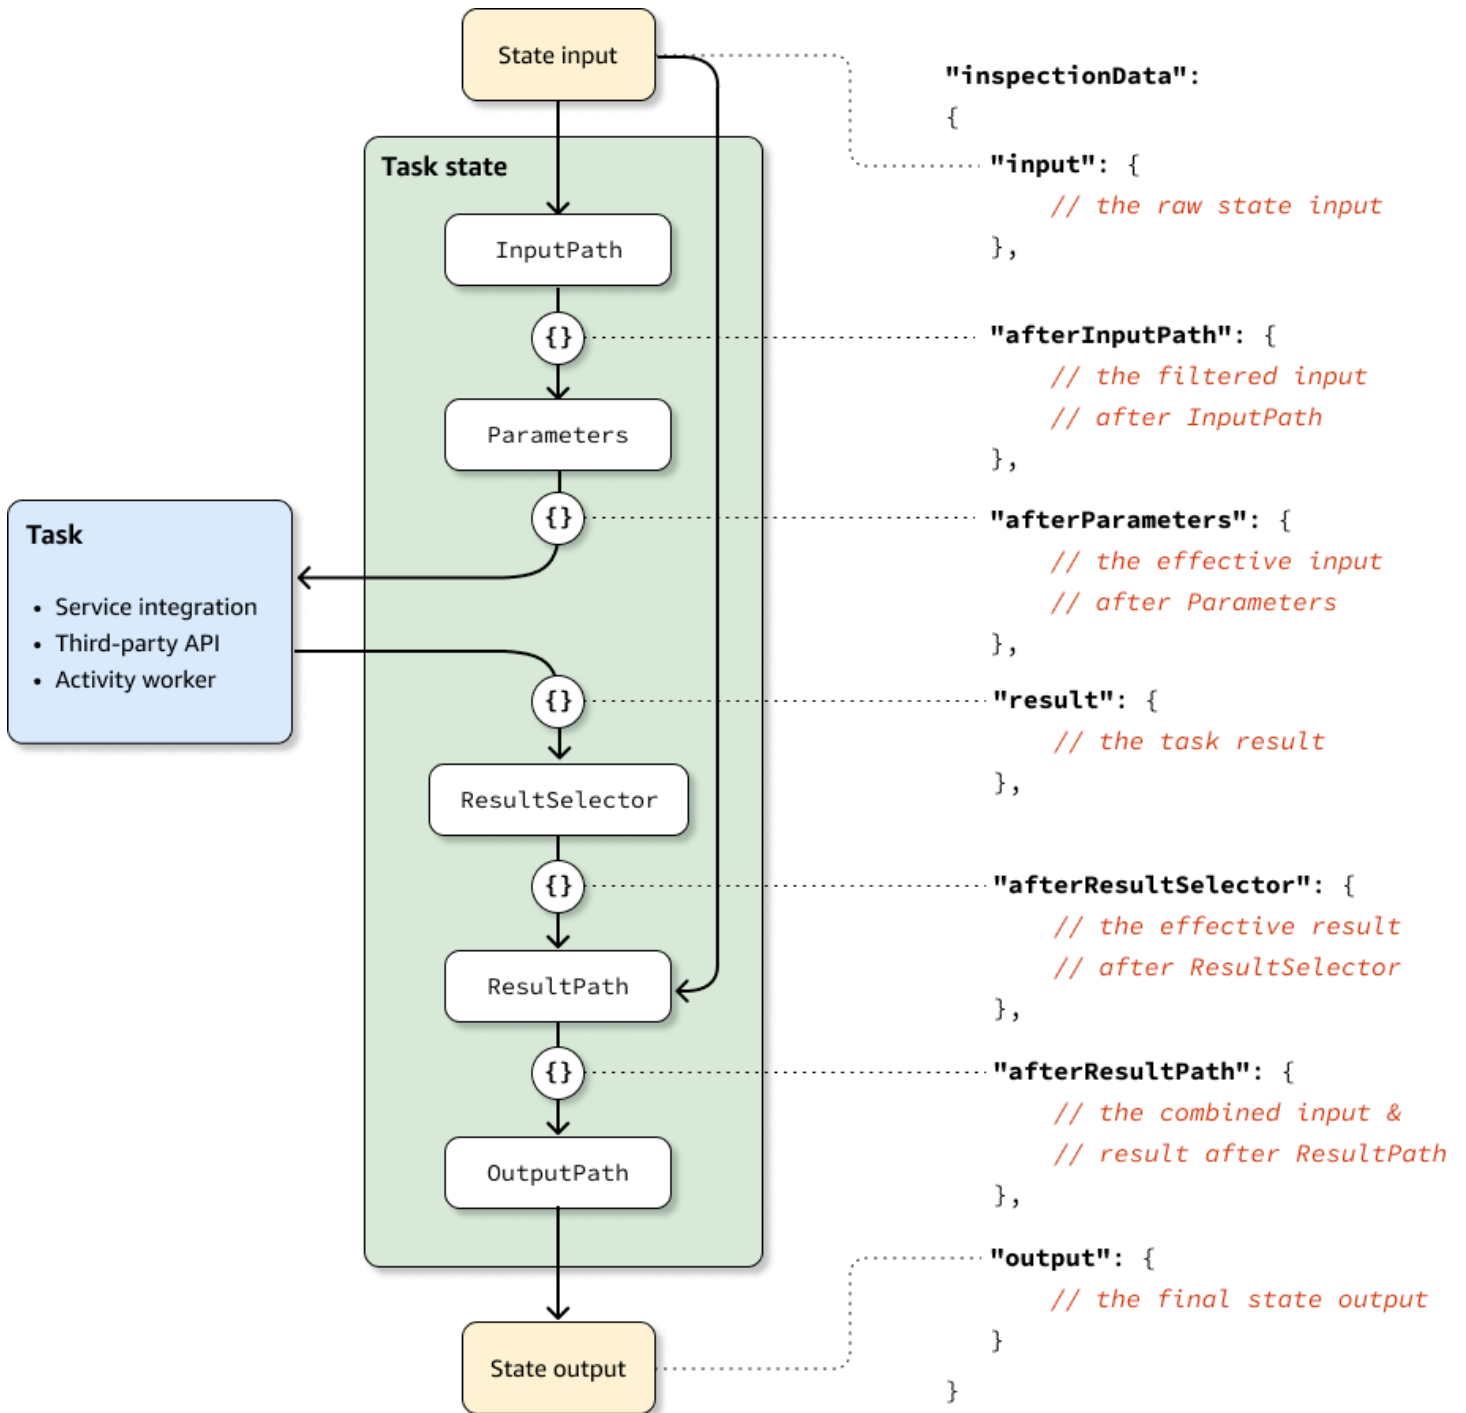 State input
Task state
InputPath
{}
Parameters
{}
Task
• Service integration
• Third-party API
• Activity worker
{}
ResultSelector
{}
ResultPath
{}
OutputPath
State output
"inspectionData":
{
"input": {
// the raw state input
},
"afterInputPath": {
// the filtered input
// after InputPath
},
"afterParameters": {
// the effective input
// after Parameters
},
"result": {
// the task result
},
"afterResultSelector": {
// the effective result
// after ResultSelector
},
"afterResultPath": {
// the combined input &
// result after ResultPath
},
"output": {
// the final state output
}
}